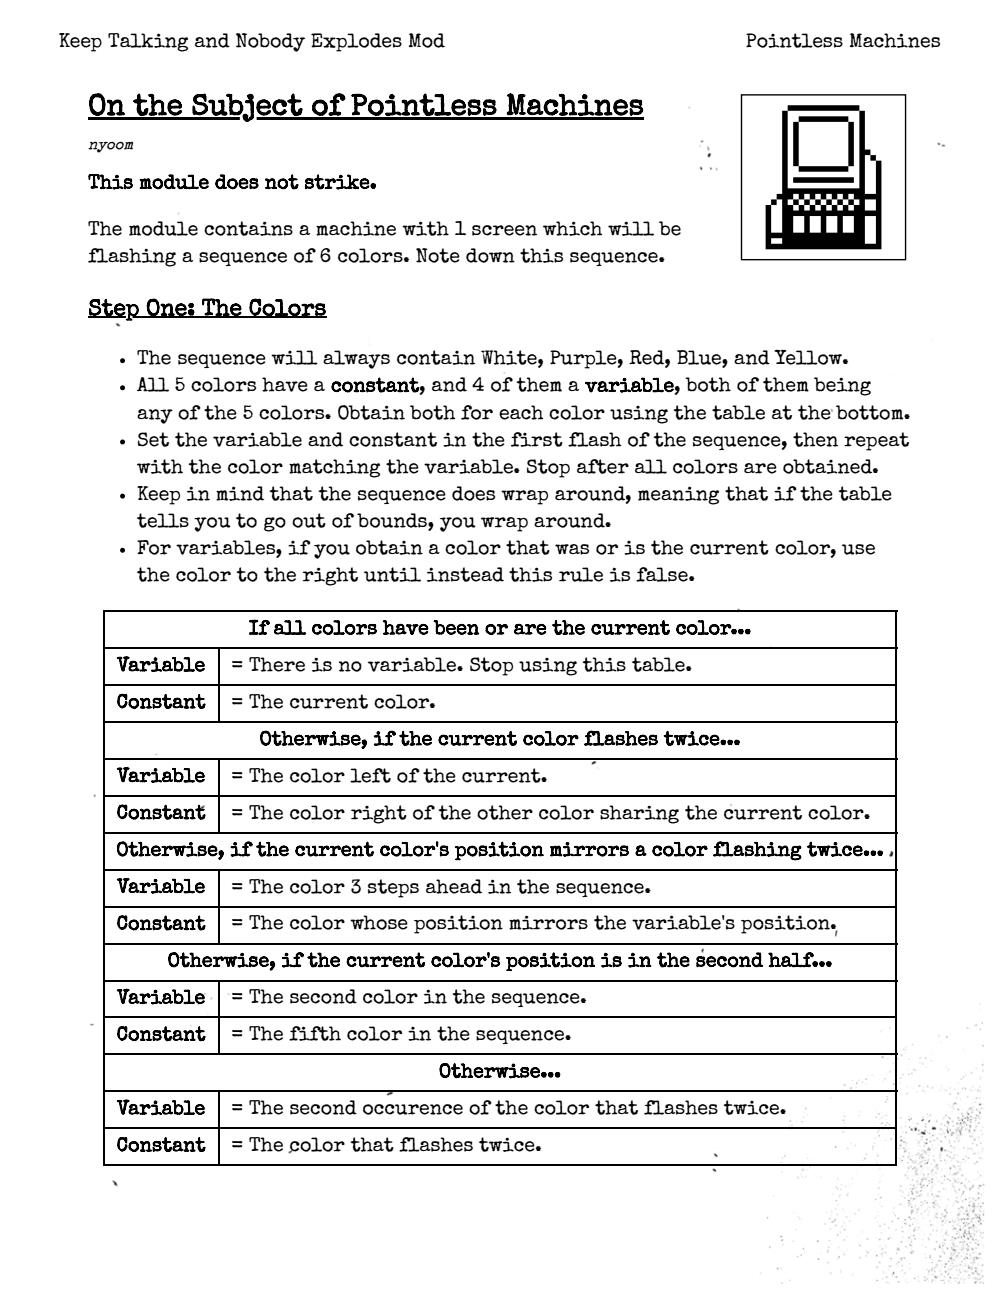 Keep Talking and Nobody Explodes Mod
Pointless Machines
On the Subject of Pointless Machines
nyoom
This module does not strike.
The module contains a machine with 1 screen which will be
flashing a sequence of 6 colors. Note down this sequence.
Step One: The Colors
• The sequence will always contain White, Purple, Red, Blue, and Yellow.
• All 5 colors have a constant, and 4 of them a variable, both of them being
any of the 5 colors. Obtain both for each color using the table at the bottom.
• Set the variable and constant in the first flash of the sequence, then repeat
with the color matching the variable. Stop after all colors are obtained.
• Keep in mind that the sequence does wrap around, meaning that if the table
tells you to go out of bounds, you wrap around.
• For variables, if you obtain a color that was or is the current color, use
the color to the right until instead this rule is false.
If all colors have been or are the current color...
Variable = There is no variable. Stop using this table.
Constant = The current color.
Otherwise, if the current color flashes twice...
Variable = The color left of the current.
Constant = The color right of the other color sharing the current color.
Otherwise, if the current color's position mirrors a color flashing twice...
Variable = The color 3 steps ahead in the sequence.
Constant = The color whose position mirrors the variable's position.
Otherwise, if the current color's position is in the second half...
Variable = The second color in the sequence.
Constant = The fifth color in the sequence.
Otherwise...
Variable = The second occurence of the color that flashes twice.
Constant = The color that flashes twice.